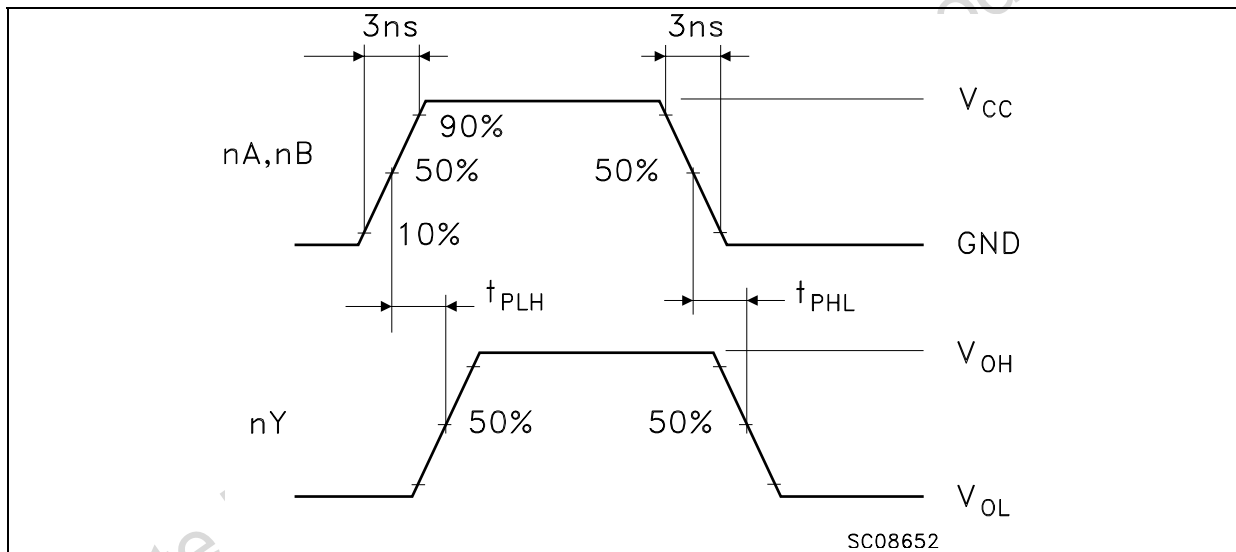 3ns 3ns
V_CC
90%
nA,nB 50% 50%
10% GND
t_PLH t_PHL
V_OH
nY 50% 50%
V_OL
SC08652